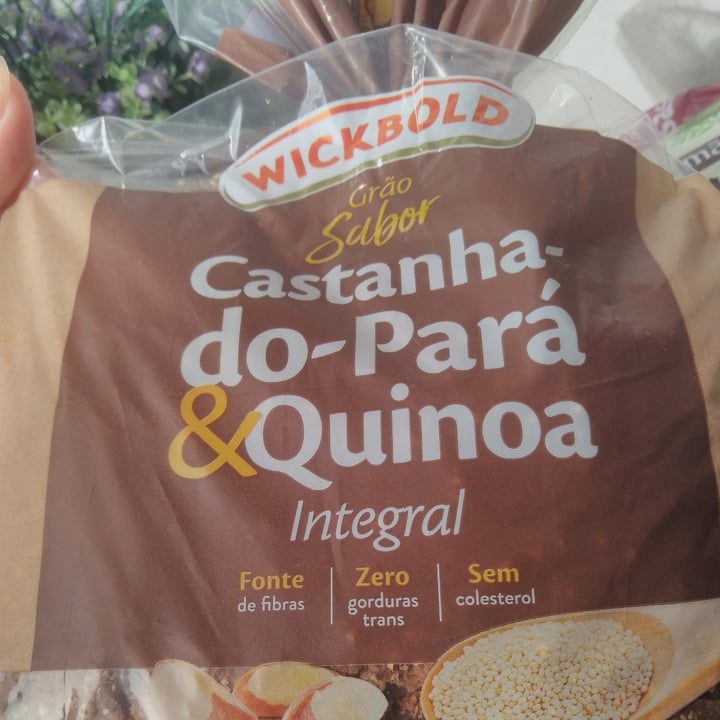 WICKBOLD
Grão
Sabor
Castanha-
do-Pará
&Quinoa
Integral
Fonte
de fibras
Zero
gorduras
trans
Sem
colesterol